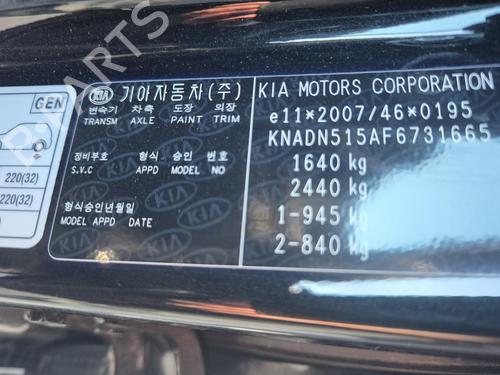 B-PARTS
GEN
220(32)
220(32)
KIA 기아자동차(주)
변속기 차축 도장 의장
TRANSM AXLE PAINT TRIM
정비부호 형식 승인 번호
S.V.C APPD MODEL NO
형식승인년월일
MODEL APPD DATE
KIA MOTORS CORPORATION
e11*2007/46*0195
KNADN515AF6731665
1640 kg
2440 kg
1-945 kg
2-840 kg